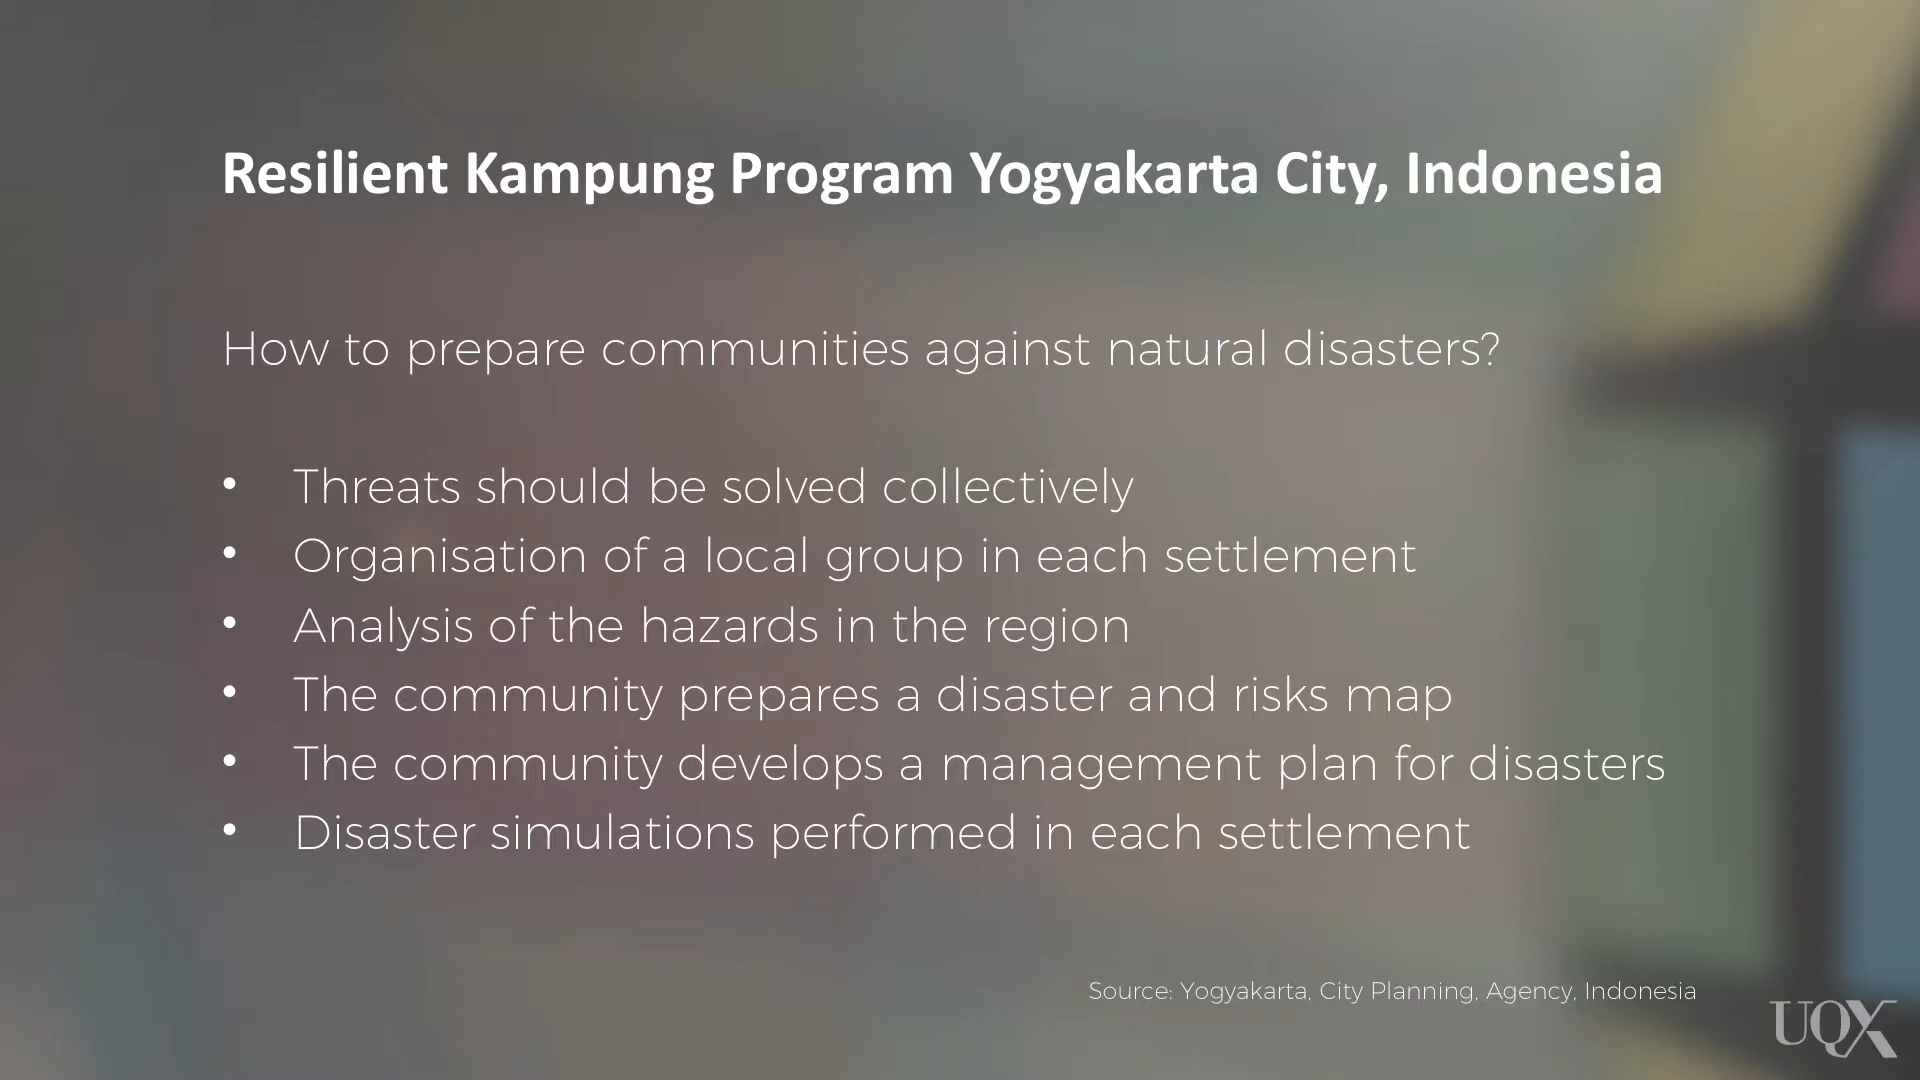 Resilient Kampung Program Yogyakarta City, Indonesia
How to prepare communities against natural disasters?
• Threats should be solved collectively
• Organisation of a local group in each settlement
• Analysis of the hazards in the region
• The community prepares a disaster and risks map
• The community develops a management plan for disasters
• Disaster simulations performed in each settlement
Source: Yogyakarta, City Planning, Agency, Indonesia
UQX